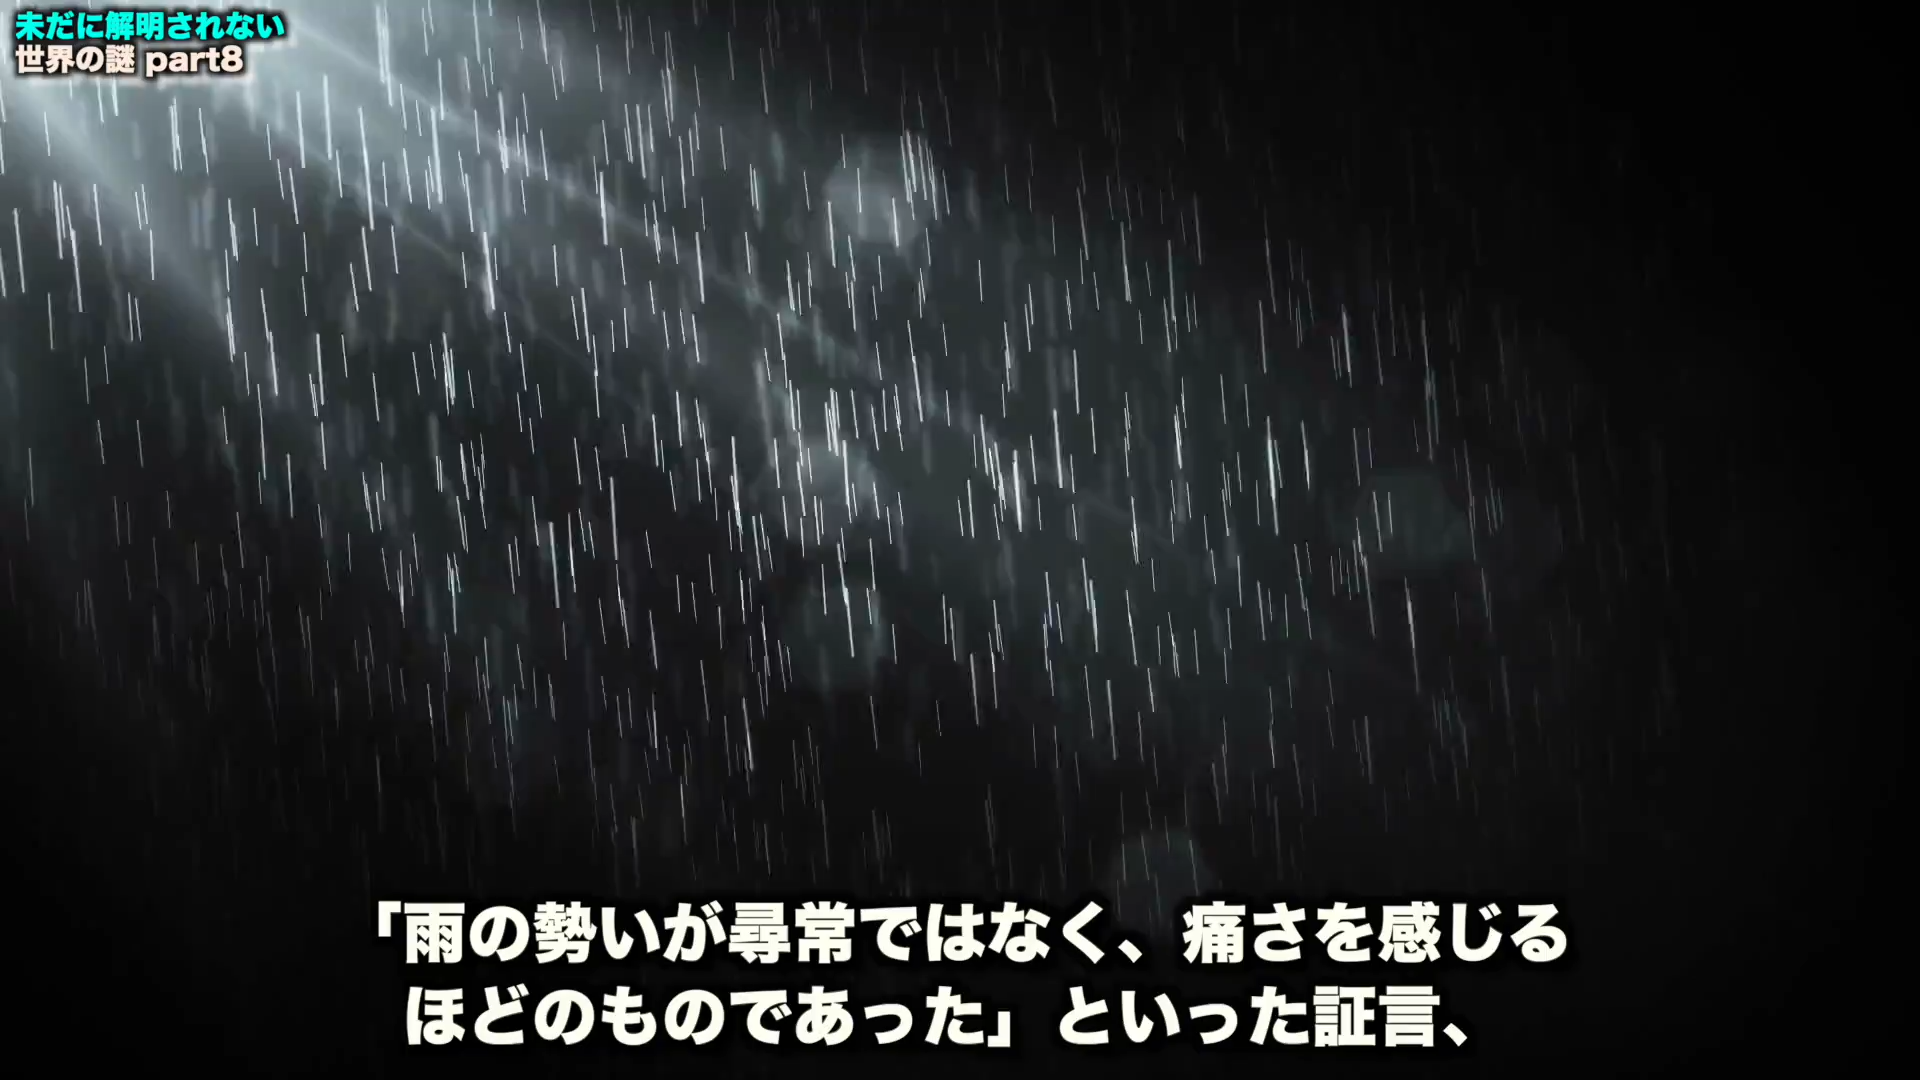 未だに解明されない
世界の謎 part8
「雨の勢いが尋常ではなく、痛さを感じる
ほどのものであった」といった証言、